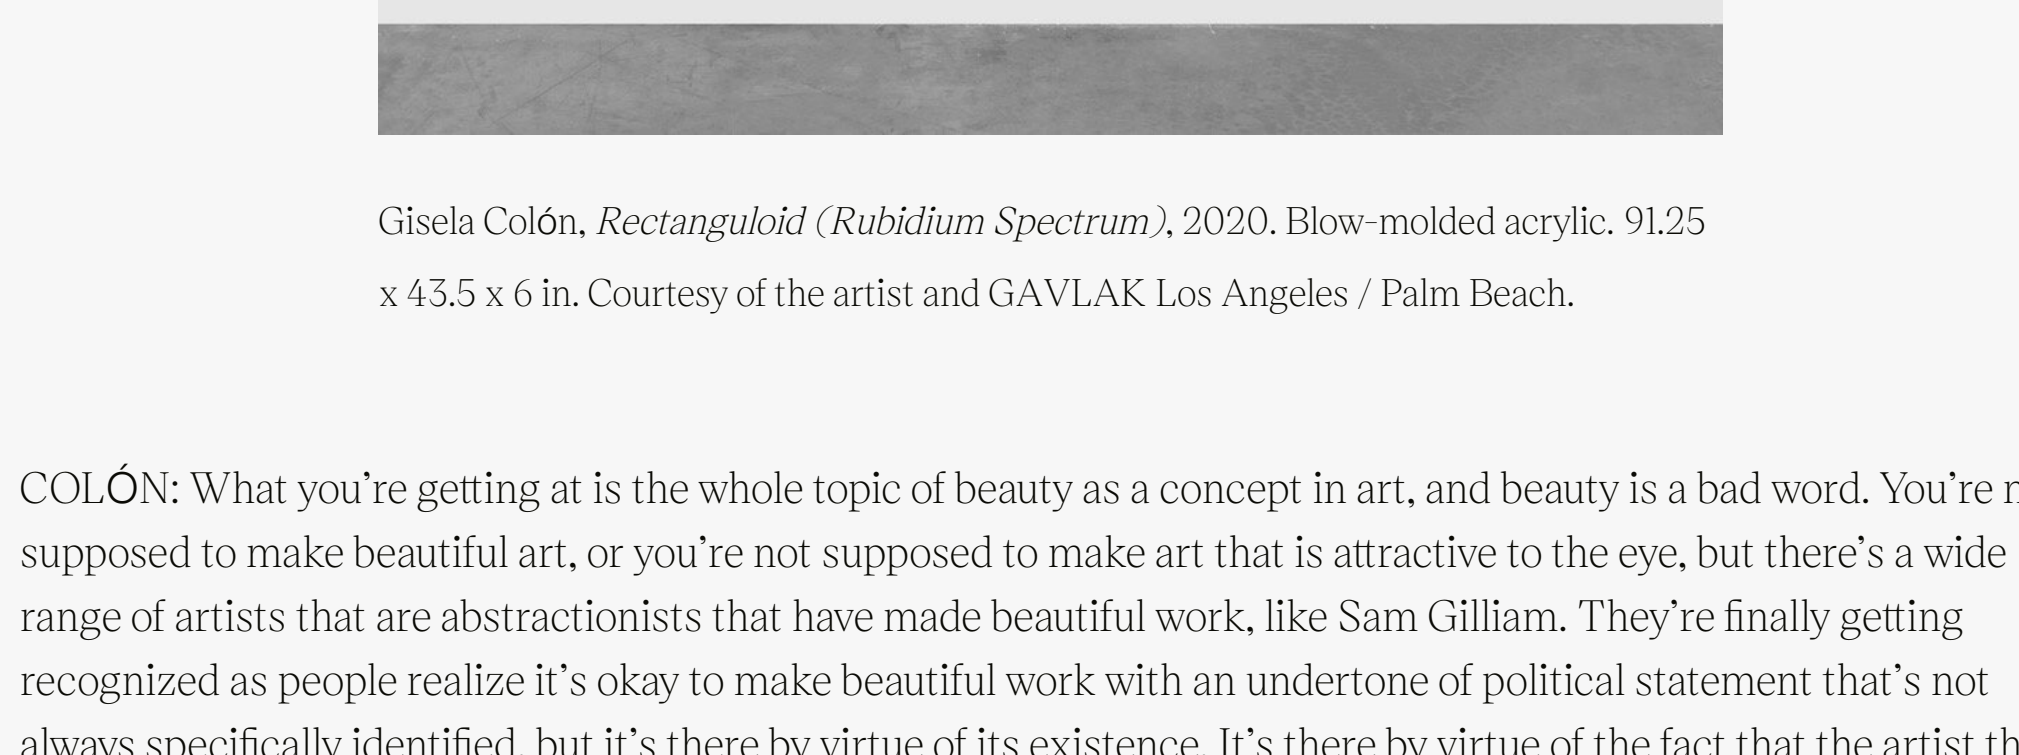 Gisela Colón, Rectanguloid (Rubidium Spectrum), 2020. Blow-molded acrylic. 91.25
x 43.5 x 6 in. Courtesy of the artist and GAVLAK Los Angeles / Palm Beach.
COLÓN: What you’re getting at is the whole topic of beauty as a concept in art, and beauty is a bad word. You’re
supposed to make beautiful art, or you’re not supposed to make art that is attractive to the eye, but there’s a wide
range of artists that are abstractionists that have made beautiful work, like Sam Gilliam. They’re finally getting
recognized as people realize it’s okay to make beautiful work with an undertone of political statement that’s not
always specifically identified, but it’s there by virtue of its existence. It’s there by virtue of the fact that the artist